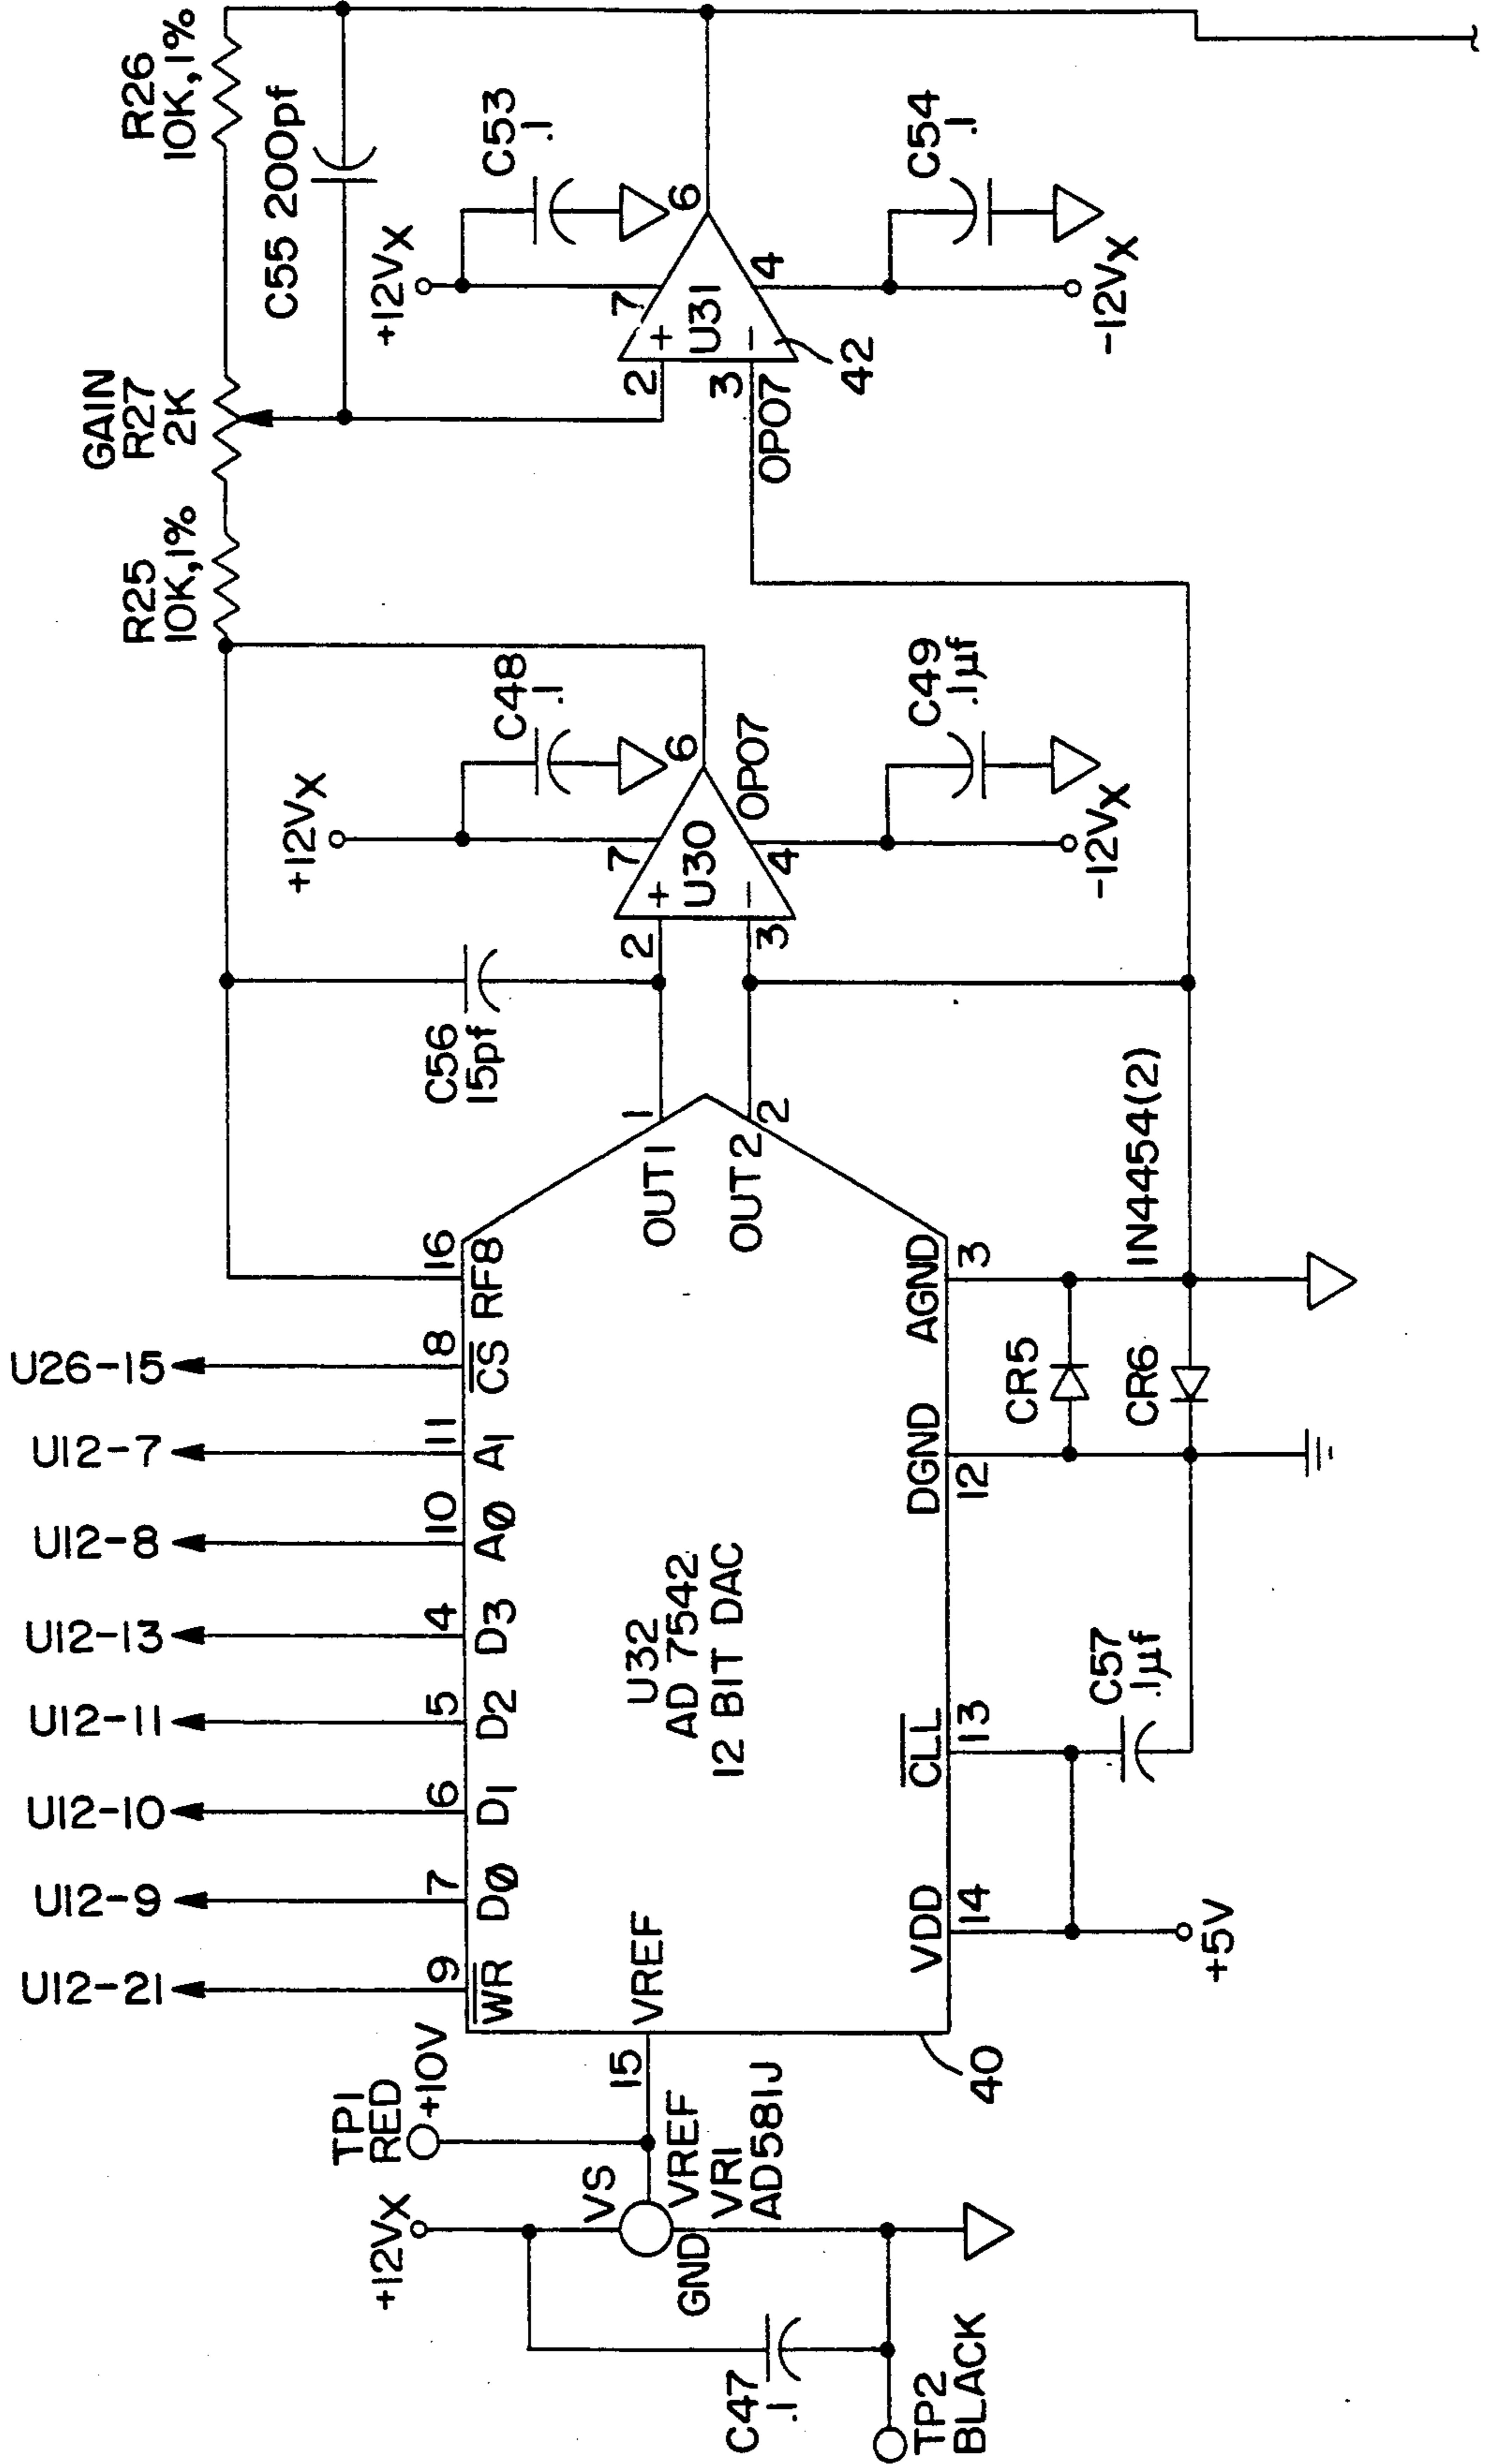 U26-15
U12-7
U12-8
U12-13
U12-11
U12-10
U12-9
U12-21
16
8
11
10
4
5
6
7
9
RFB
CS
A1
AØ
D3
D2
D1
DØ
WR
U32
AD 7542
12 BIT DAC
OUT1
1
OUT2
2
AGND
3
DGND
12
CLL
13
VDD
14
VREF
15
40
+5V
C57
.1µf
CR5
CR6
1N4454(2)
TP1
RED
+10V
+12VX
VS
VREF
VR1
AD581J
GND
C47
.1
TP2
BLACK
C56
15pf
2
+
3
−
U30
7
6
4
OP07
+12VX
C48
.1
C49
.1µf
-12VX
R25
10K,1%
GAIN
R27
2K
R26
10K,1%
C55 200pf
+12VX
C53
.1
2
+
3
−
U31
7
6
4
OP07
42
C54
.1
-12VX